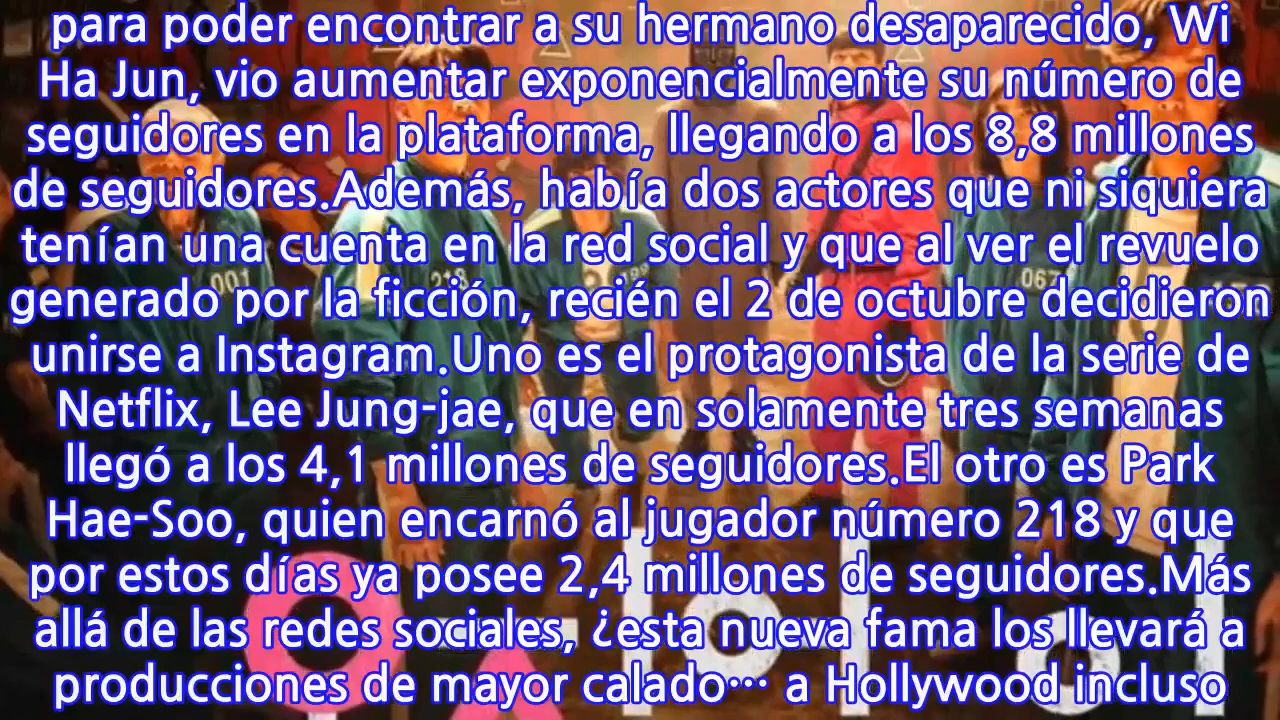 para poder encontrar a su hermano desaparecido, Wi
Ha Jun, vio aumentar exponencialmente su número de
seguidores en la plataforma, llegando a los 8,8 millones
de seguidores.Además, había dos actores que ni siquiera
tenían una cuenta en la red social y que al ver el revuelo
generado por la ficción, recién el 2 de octubre decidieron
unirse a Instagram.Uno es el protagonista de la serie de
Netflix, Lee Jung-jae, que en solamente tres semanas
llegó a los 4,1 millones de seguidores.El otro es Park
Hae-Soo, quien encarnó al jugador número 218 y que
por estos días ya posee 2,4 millones de seguidores.Más
allá de las redes sociales, ¿esta nueva fama los llevará a
producciones de mayor calado… a Hollywood incluso
001
218
199
067